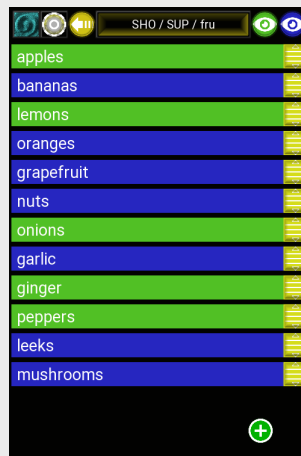 SHO / SUP / fru
apples
bananas
lemons
oranges
grapefruit
nuts
onions
garlic
ginger
peppers
leeks
mushrooms